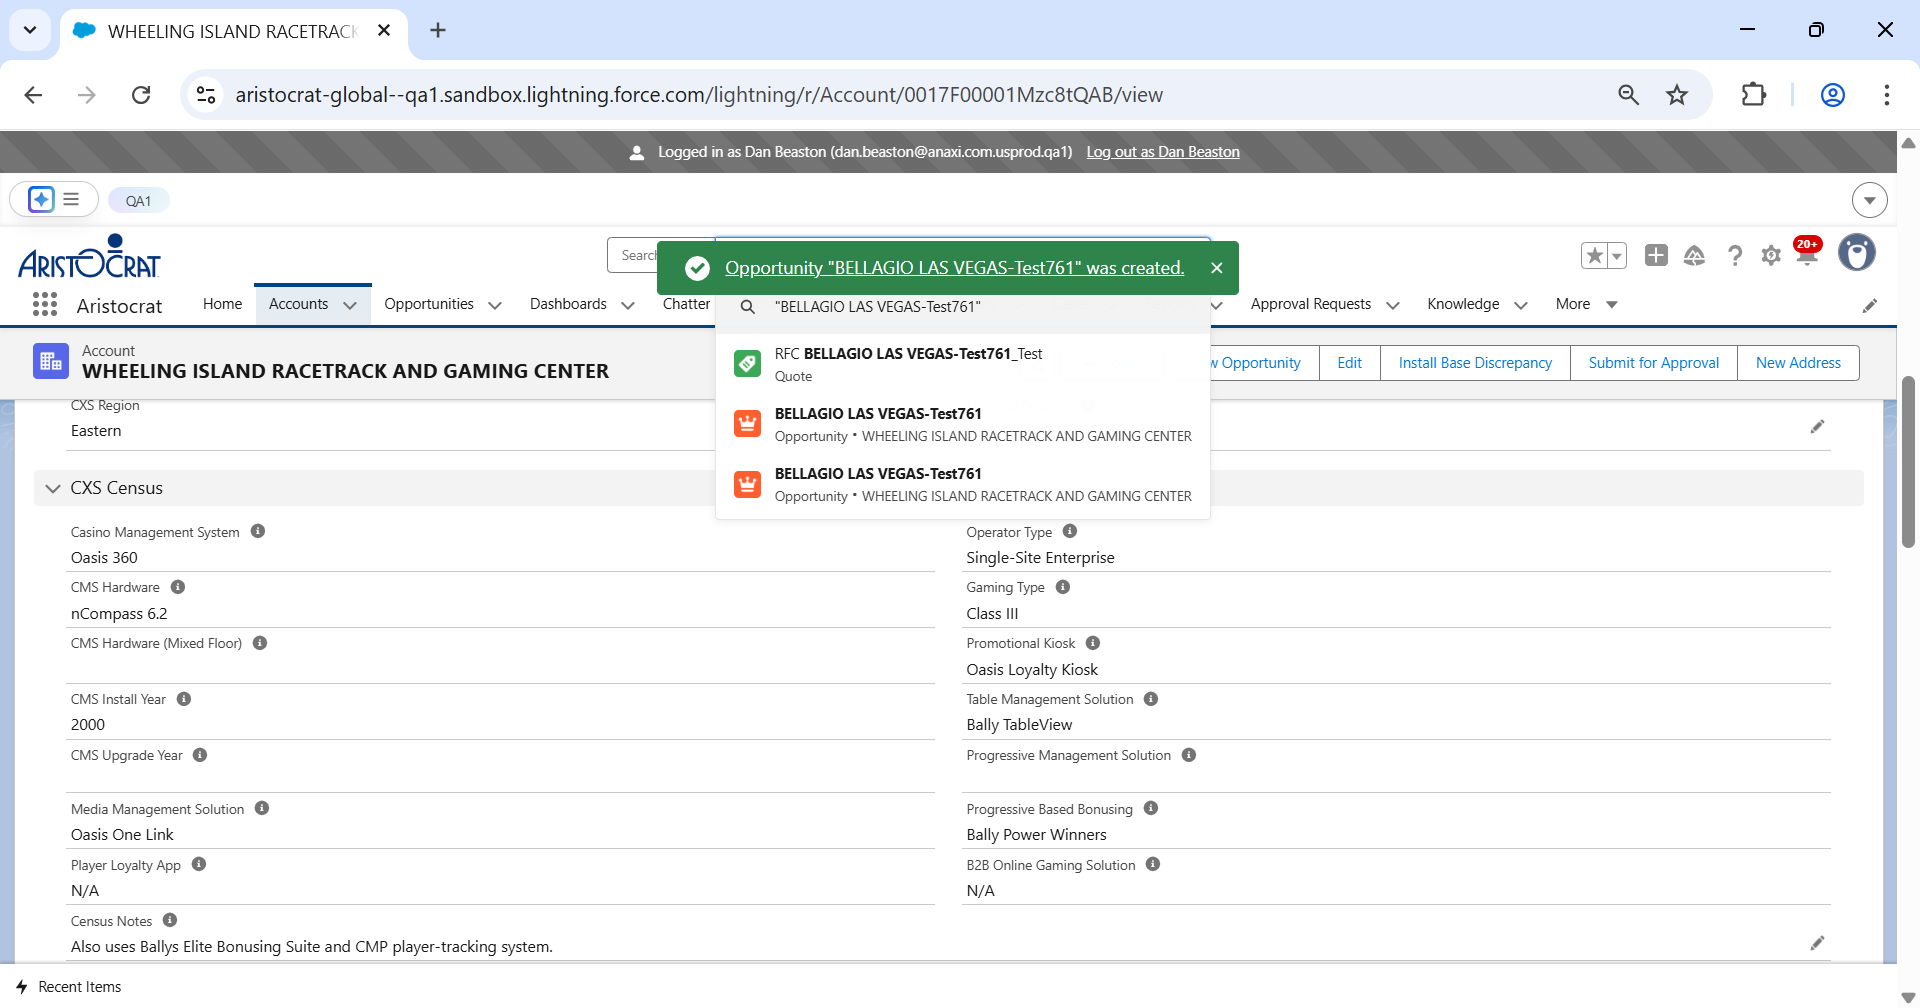 WHEELING ISLAND RACETRACK
aristocrat-global--qa1.sandbox.lightning.force.com/lightning/r/Account/0017F00001Mzc8tQAB/view
Logged in as Dan Beaston (dan.beaston@anaxi.com.usprod.qa1) Log out as Dan Beaston
QA1
ARISTOCRAT
Search
Opportunity "BELLAGIO LAS VEGAS-Test761" was created.
20+
Aristocrat
Home
Accounts
Opportunities
Dashboards
Chatter
Approval Requests
Knowledge
More
"BELLAGIO LAS VEGAS-Test761"
RFC BELLAGIO LAS VEGAS-Test761_Test
Quote
BELLAGIO LAS VEGAS-Test761
Opportunity • WHEELING ISLAND RACETRACK AND GAMING CENTER
BELLAGIO LAS VEGAS-Test761
Opportunity • WHEELING ISLAND RACETRACK AND GAMING CENTER
Account
WHEELING ISLAND RACETRACK AND GAMING CENTER
w Opportunity
Edit
Install Base Discrepancy
Submit for Approval
New Address
CXS Region
Eastern
CXS Census
Casino Management System
Oasis 360
Operator Type
Single-Site Enterprise
CMS Hardware
nCompass 6.2
Gaming Type
Class III
CMS Hardware (Mixed Floor)
Promotional Kiosk
Oasis Loyalty Kiosk
CMS Install Year
2000
Table Management Solution
Bally TableView
CMS Upgrade Year
Progressive Management Solution
Media Management Solution
Oasis One Link
Progressive Based Bonusing
Bally Power Winners
Player Loyalty App
N/A
B2B Online Gaming Solution
N/A
Census Notes
Also uses Ballys Elite Bonusing Suite and CMP player-tracking system.
Recent Items